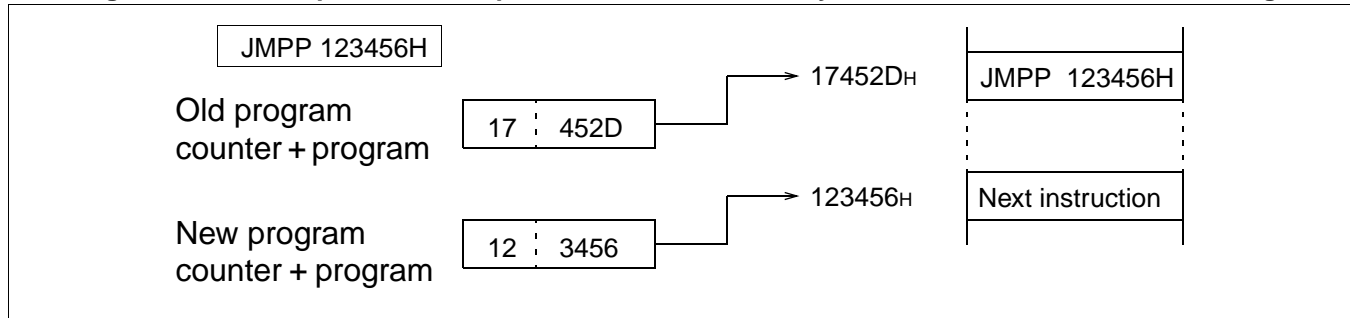 JMPP 123456H
Old program
counter + program
17 452D
17452DH
JMPP 123456H
New program
counter + program
12 3456
123456H
Next instruction